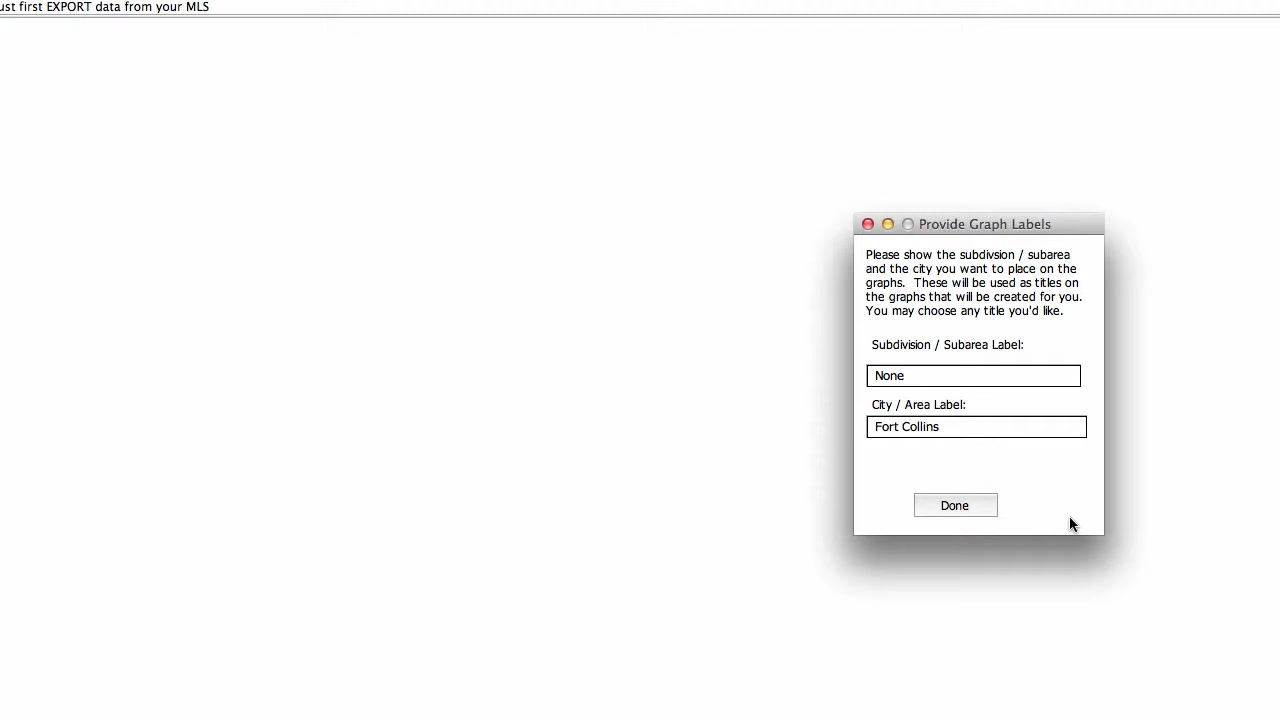 first EXPORT data from your MLS
Provide Graph Labels
Please show the subdivsion / subarea
and the city you want to place on the
graphs.  These will be used as titles on
the graphs that will be created for you.
You may choose any title you'd like.
Subdivision / Subarea Label:
None
City / Area Label:
Fort Collins
Done